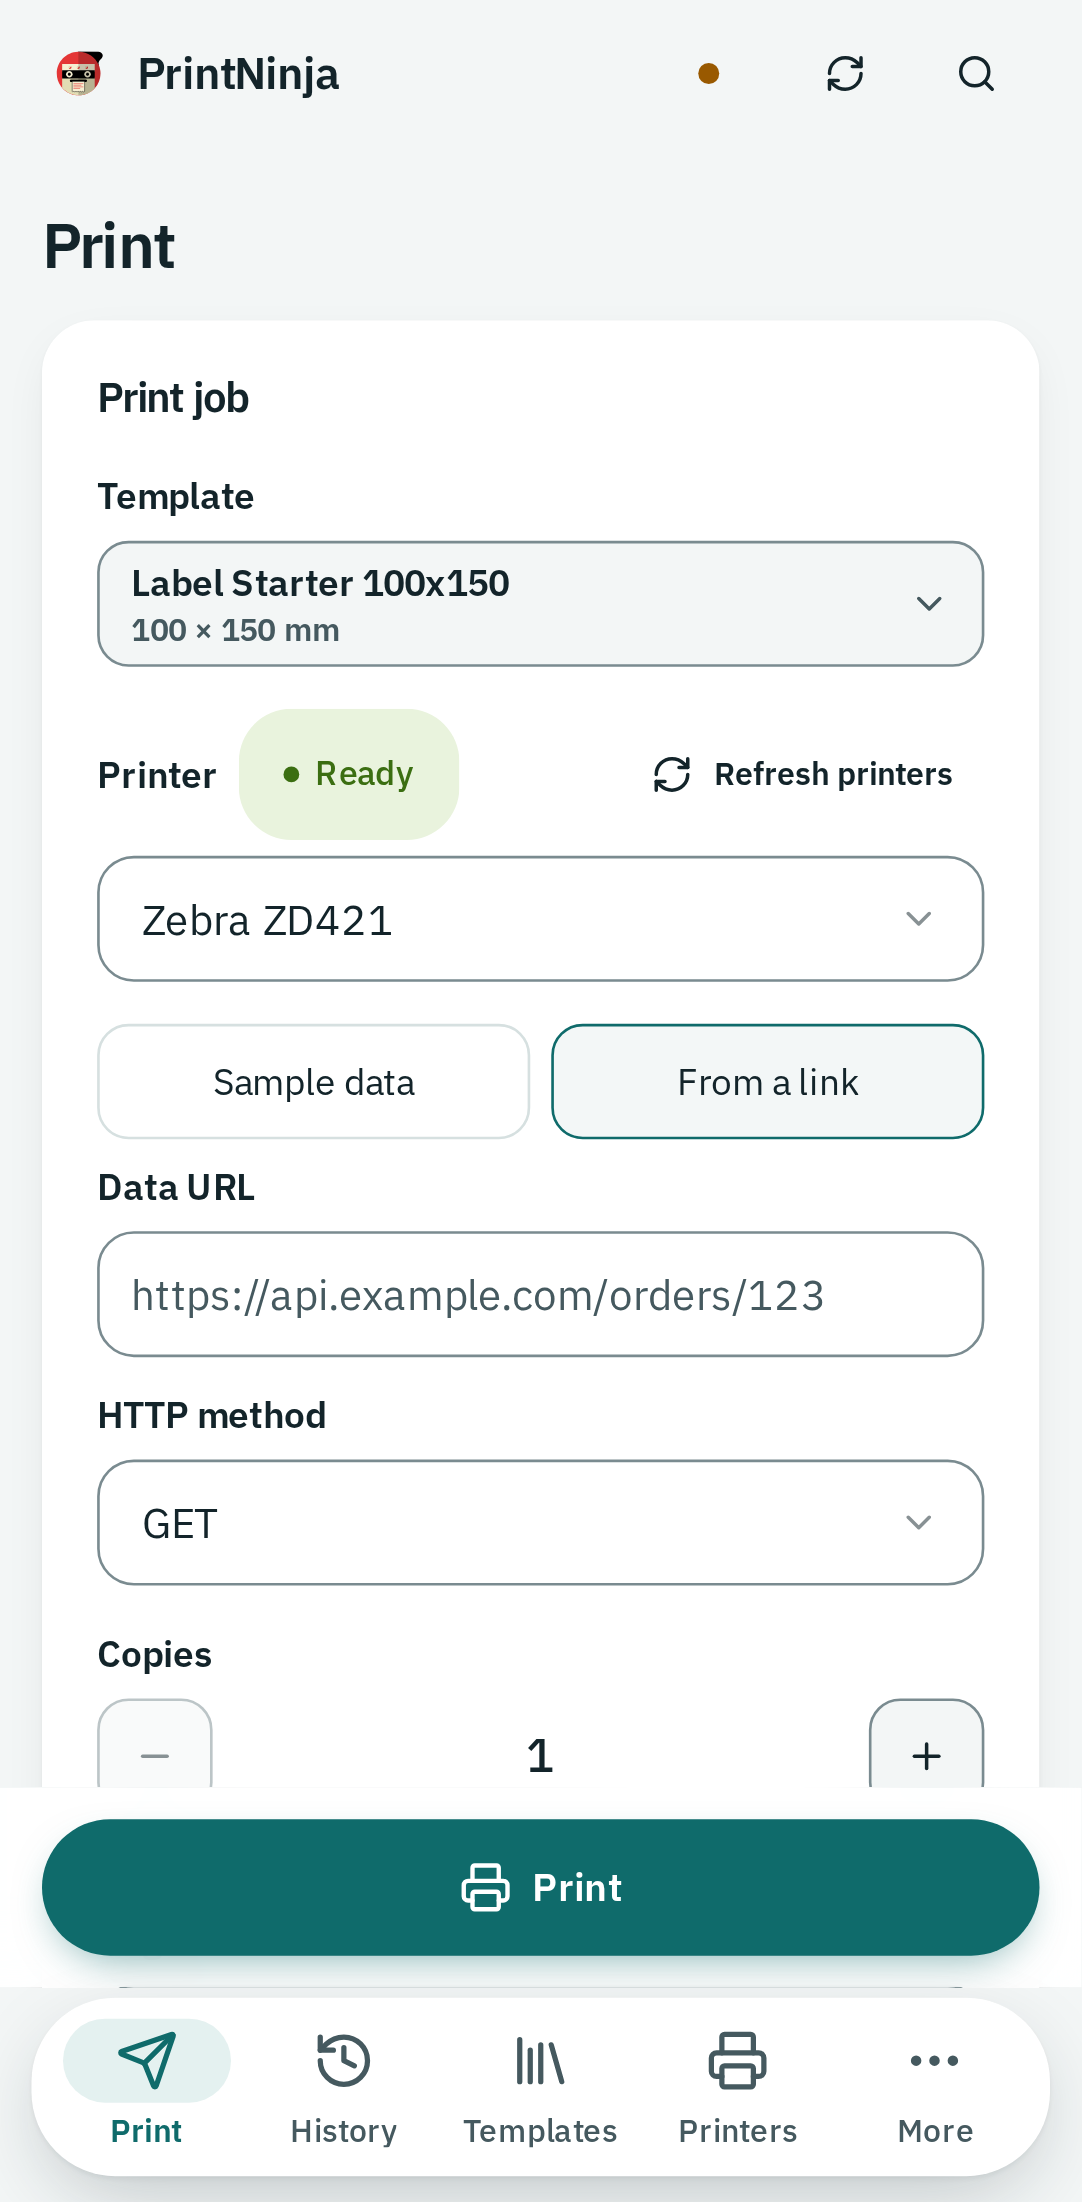 PrintNinja
Print
Print job
Template
Label Starter 100x150
100 × 150 mm
Printer
Ready
Refresh printers
Zebra ZD421
Sample data
From a link
Data URL
https://api.example.com/orders/123
HTTP method
GET
Copies
1
Print
Print
History
Templates
Printers
More